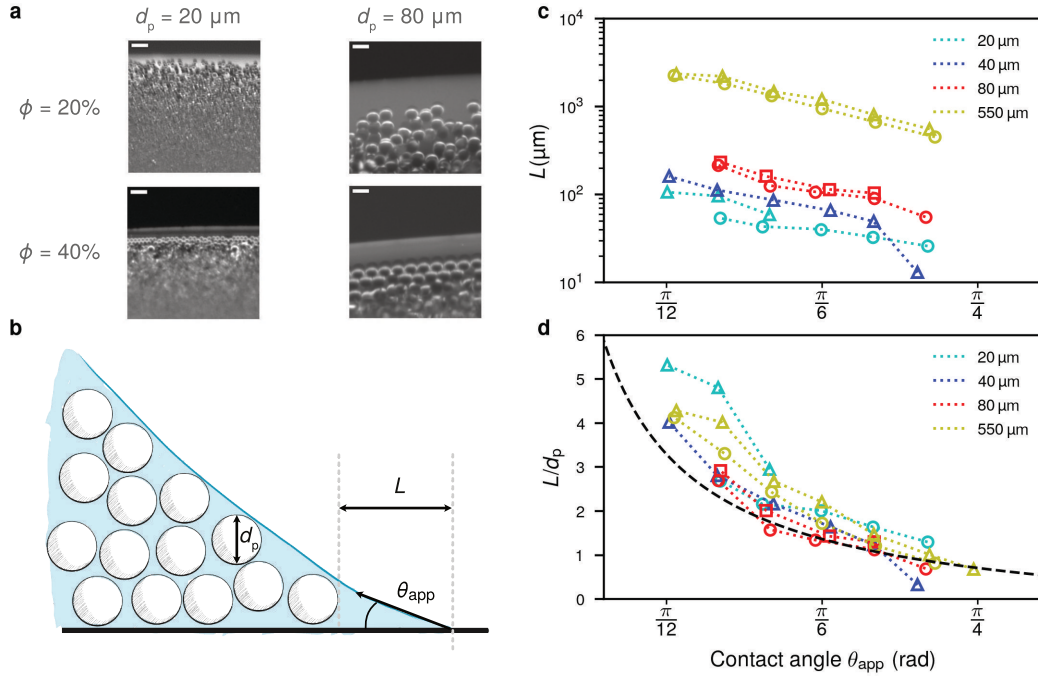 a
d_p = 20 µm
d_p = 80 µm
ϕ = 20%
ϕ = 40%
b
L
d_p
θ_app
c
10^4
10^3
10^2
10^1
L(µm)
20 µm
40 µm
80 µm
550 µm
π/12
π/6
π/4
d
6
5
4
3
2
1
0
L/d_p
20 µm
40 µm
80 µm
550 µm
π/12
π/6
π/4
Contact angle θ_app (rad)